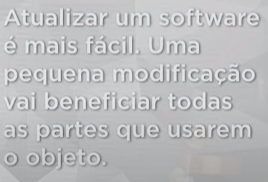 Atualizar um software
é mais fácil. Uma
pequena modificação
vai beneficiar todas
as partes que usarem
o objeto.